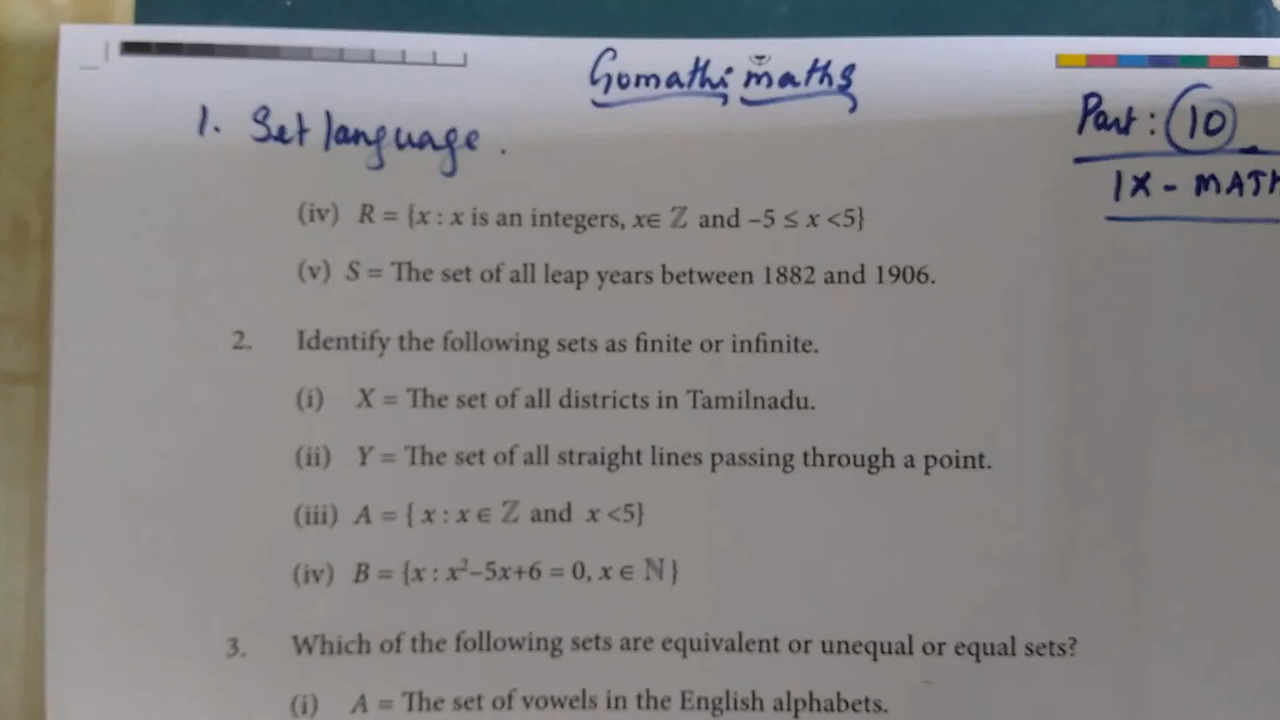 Gomathi maths
1. Set language.
Part: 10
IX - MATH
(iv) R = {x : x is an integers, x∈ ℤ and –5 ≤ x <5}
(v) S = The set of all leap years between 1882 and 1906.
2. Identify the following sets as finite or infinite.
(i) X = The set of all districts in Tamilnadu.
(ii) Y = The set of all straight lines passing through a point.
(iii) A = { x : x ∈ ℤ and x <5}
(iv) B = {x : x²–5x+6 = 0, x ∈ ℕ}
3. Which of the following sets are equivalent or unequal or equal sets?
(i) A = The set of vowels in the English alphabets.